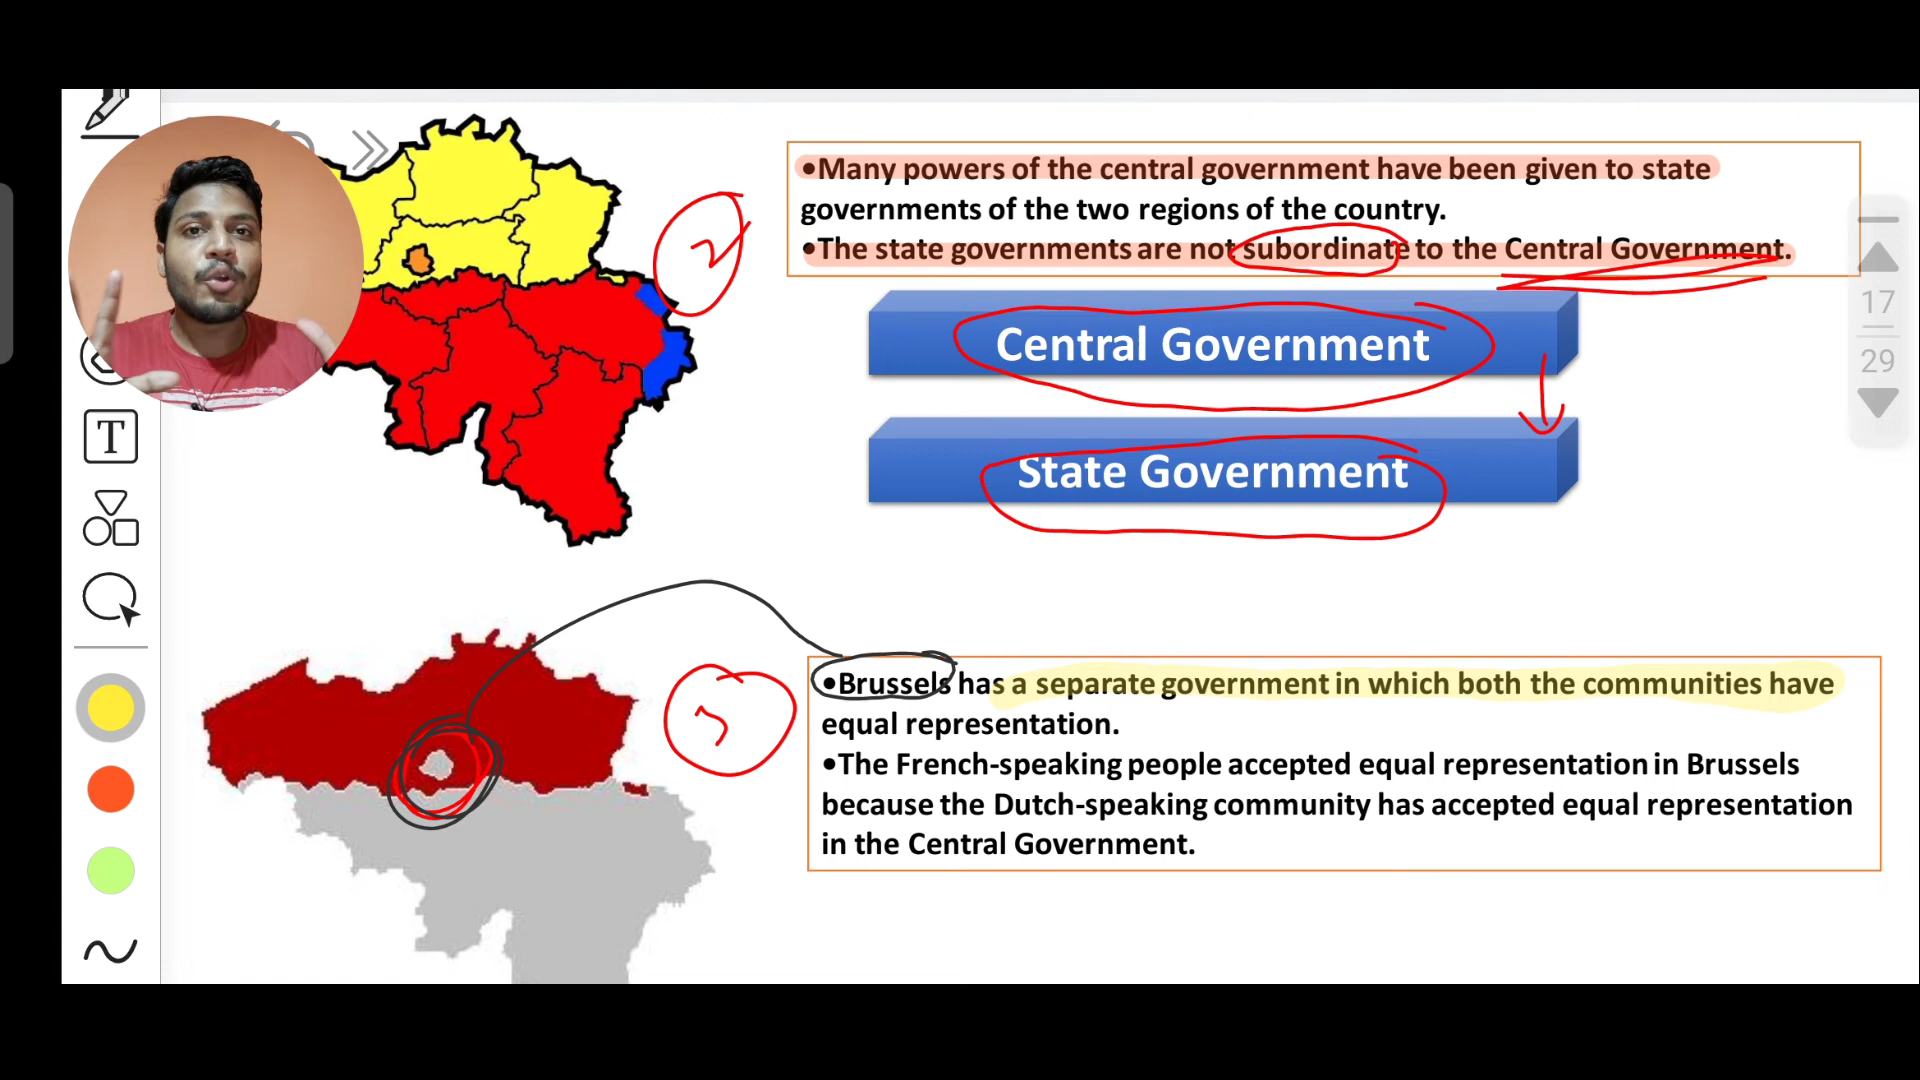 •Many powers of the central government have been given to state
governments of the two regions of the country.
•The state governments are not subordinate to the Central Government.
2
Central Government
17
29
T
State Government
•Brussels has a separate government in which both the communities have
equal representation.
•The French-speaking people accepted equal representation in Brussels
because the Dutch-speaking community has accepted equal representation
in the Central Government.